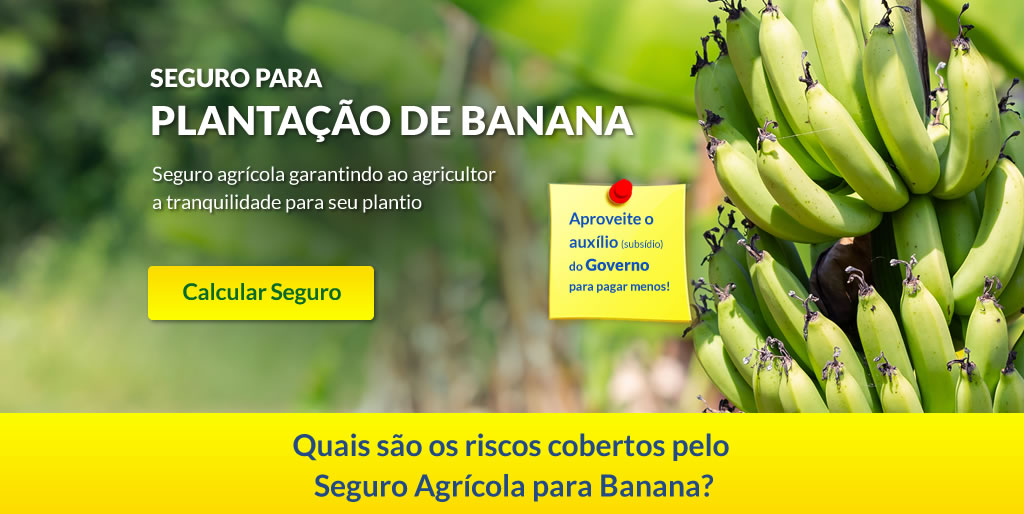 SEGURO PARA
PLANTAÇÃO DE BANANA
Seguro agrícola garantindo ao agricultor
a tranquilidade para seu plantio
Aproveite o
auxílio (subsídio)
do Governo
para pagar menos!
Calcular Seguro
Quais são os riscos cobertos pelo
Seguro Agrícola para Banana?